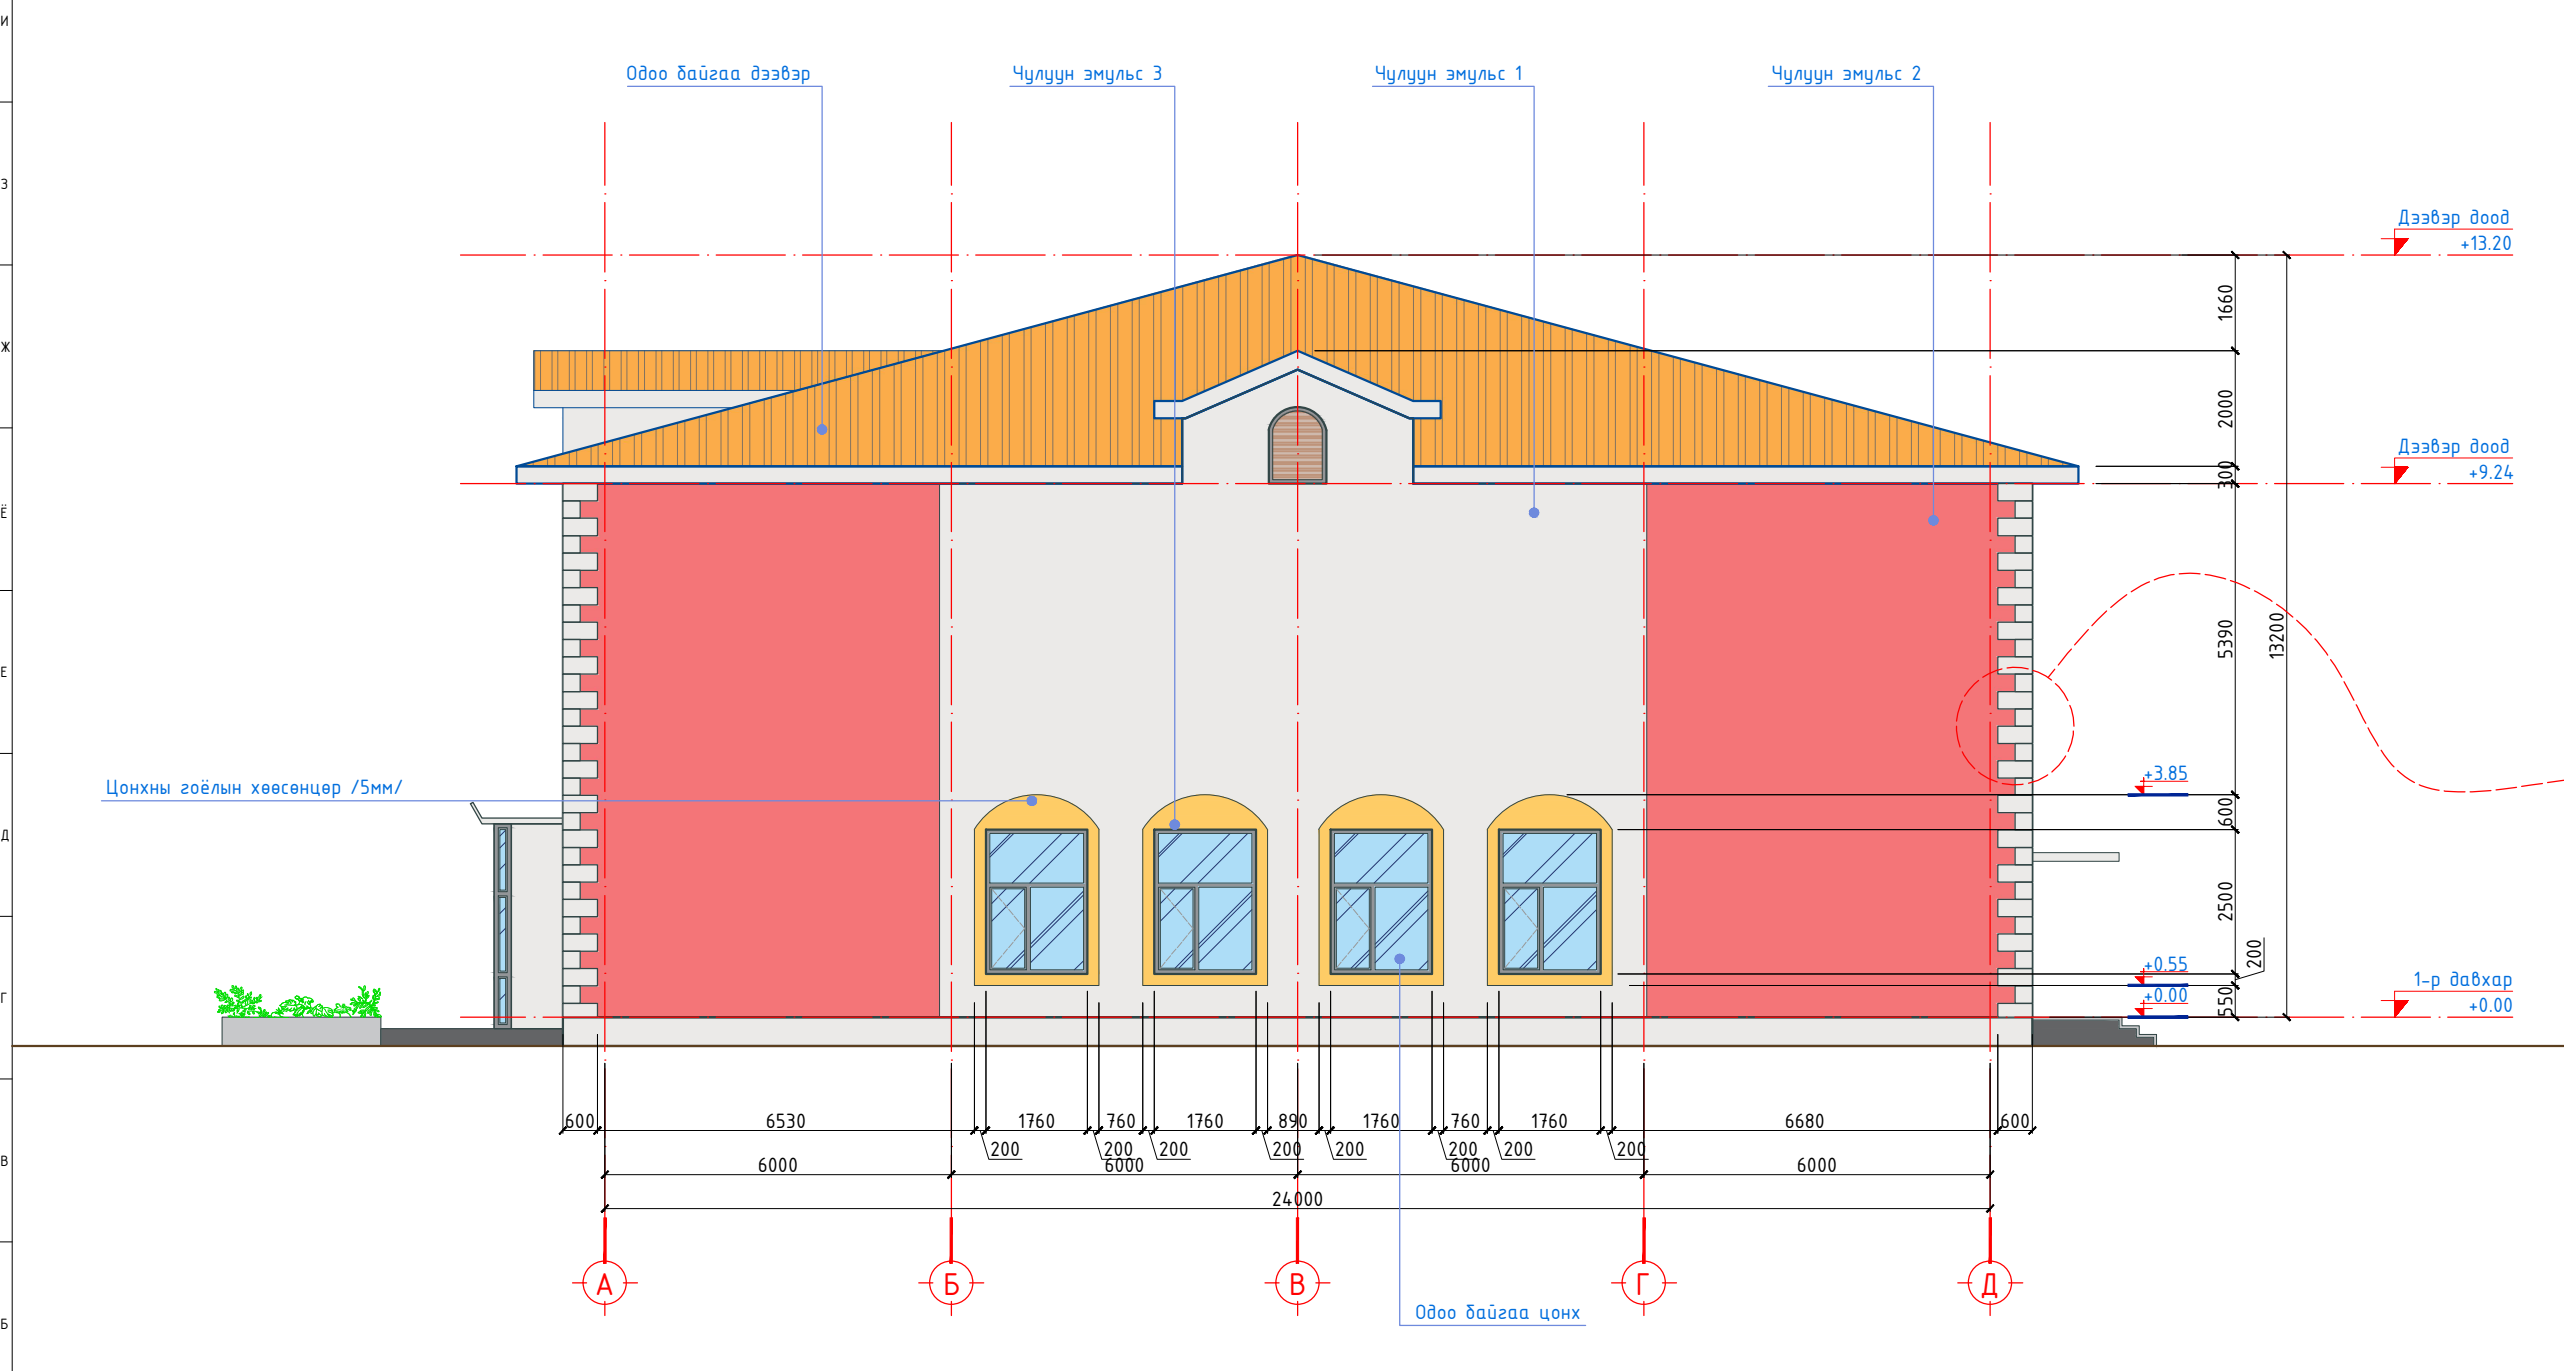 Одоо байгаа дээвэр
Чулуун эмульс 3
Чулуун эмульс 1
Чулуун эмульс 2
И
З
Ж
Ё
Е
Д
Г
В
Б
Дээвэр доод
+13.20
Дээвэр доод
+9.24
1-р давхар
+0.00
1660
2000
300
5390
13200
600
2500
200
550
+3.85
+0.55
+0.00
Цонхны гоёлын хөөсөнцөр /5мм/
600 6530 1760 760 1760 890 1760 760 1760 6680 600
200 200 200 200 200 200 200 200
6000 6000 6000 6000
24000
А Б В Г Д
Одоо байгаа цонх